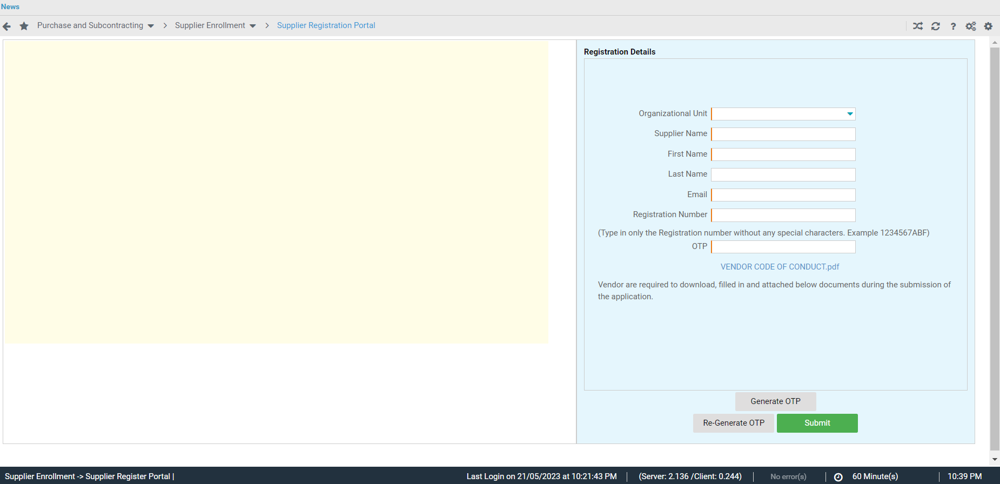 News
Purchase and Subcontracting > Supplier Enrollment > Supplier Registration Portal
?
Registration Details
Organizational Unit
Supplier Name
First Name
Last Name
Email
Registration Number
(Type in only the Registration number without any special characters. Example 1234567ABF)
OTP
VENDOR CODE OF CONDUCT.pdf
Vendor are required to download, filled in and attached below documents during the submission of
the application.
Generate OTP
Re-Generate OTP Submit
Supplier Enrollment -> Supplier Register Portal | Last Login on 21/05/2023 at 10:21:43 PM | (Server: 2.136 /Client: 0.244) | No error(s) | 60 Minute(s) | 10:39 PM